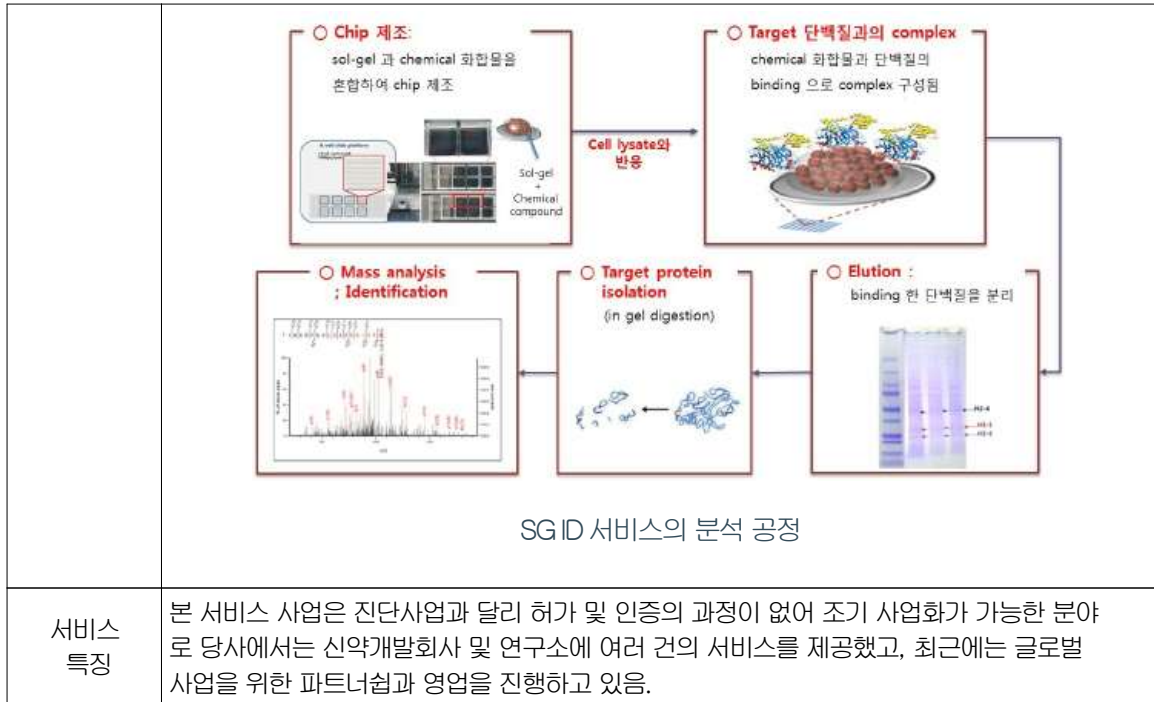 ○ Chip 제조:
sol-gel 과 chemical 화합물을
혼합하여 chip 제조
Sol-gel
+
Chemical
compound
Cell lysate와
반응
○ Target 단백질과의 complex
chemical 화합물과 단백질의
binding 으로 complex 구성됨
○ Elution :
binding 한 단백질을 분리
○ Target protein
isolation
(in gel digestion)
○ Mass analysis
; Identification
SG ID 서비스의 분석 공정
서비스
특징
본 서비스 사업은 진단사업과 달리 허가 및 인증의 과정이 없어 조기 사업화가 가능한 분야
로 당사에서는 신약개발회사 및 연구소에 여러 건의 서비스를 제공했고, 최근에는 글로벌
사업을 위한 파트너쉽과 영업을 진행하고 있음.